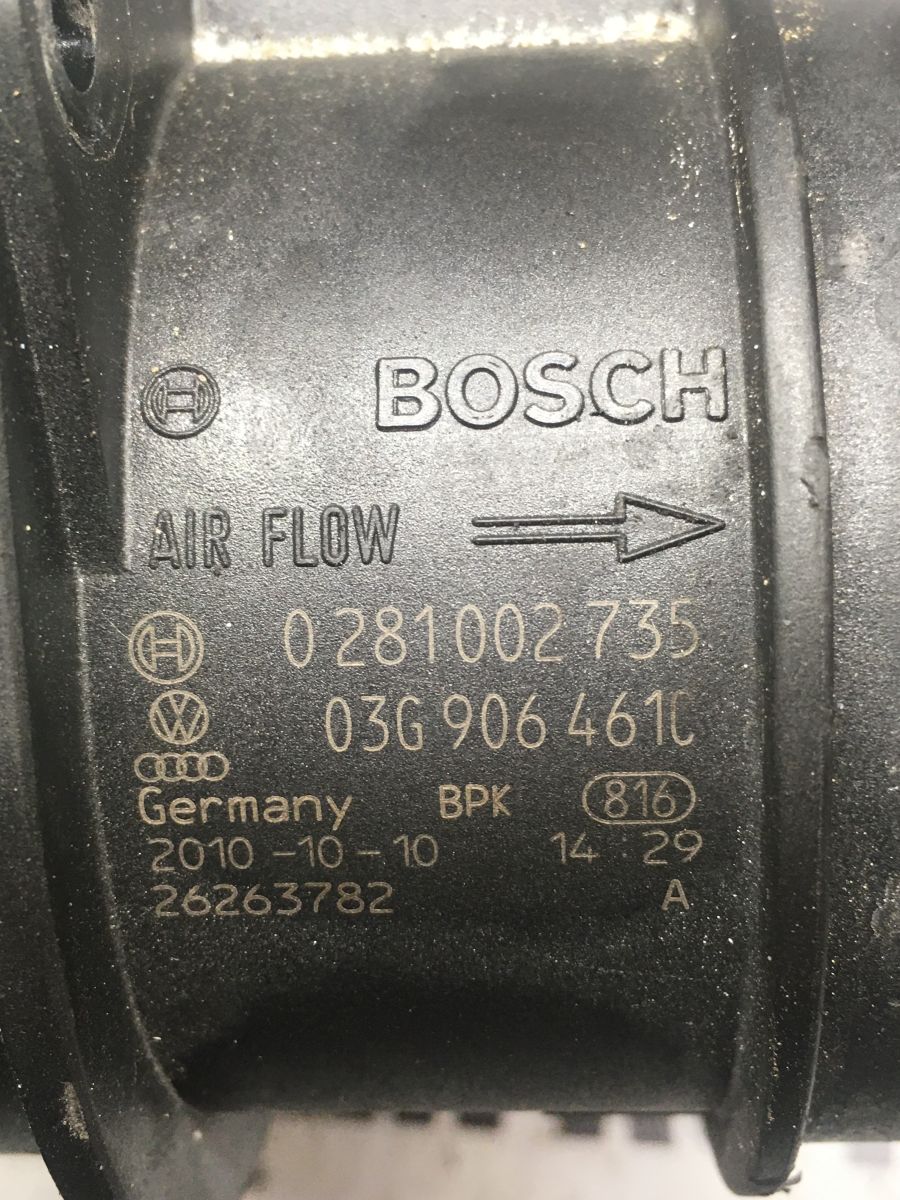 BOSCH
AIR FLOW
0 281 002 735
03G 906 461C
Germany BPK 816
2010-10-10 14 29
26263782 A